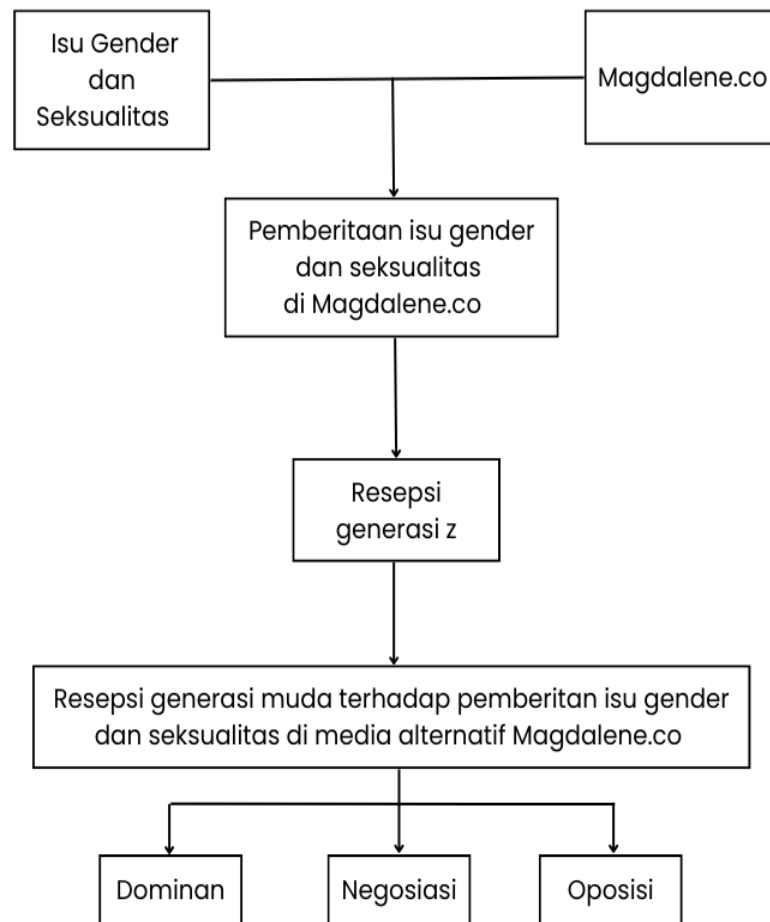 Isu Gender
dan
Seksualitas
Magdalene.co
Pemberitaan isu gender
dan seksualitas
di Magdalene.co
Resepsi
generasi z
Resepsi generasi muda terhadap pemberitan isu gender
dan seksualitas di media alternatif Magdalene.co
Dominan
Negosiasi
Oposisi